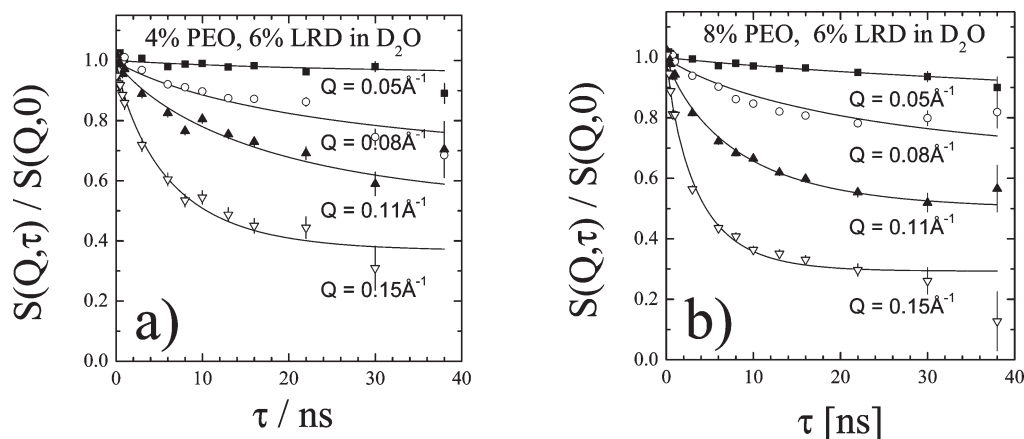 4% PEO, 6% LRD in D₂O
S(Q,τ) / S(Q,0)
1.0
0.8
0.6
0.4
0.2
0.0
Q = 0.05Å⁻¹
Q = 0.08Å⁻¹
Q = 0.11Å⁻¹
Q = 0.15Å⁻¹
a)
0 10 20 30 40
τ / ns
8% PEO, 6% LRD in D₂O
S(Q,τ) / S(Q,0)
1.0
0.8
0.6
0.4
0.2
0.0
Q = 0.05Å⁻¹
Q = 0.08Å⁻¹
Q = 0.11Å⁻¹
Q = 0.15Å⁻¹
b)
0 10 20 30 40
τ [ns]